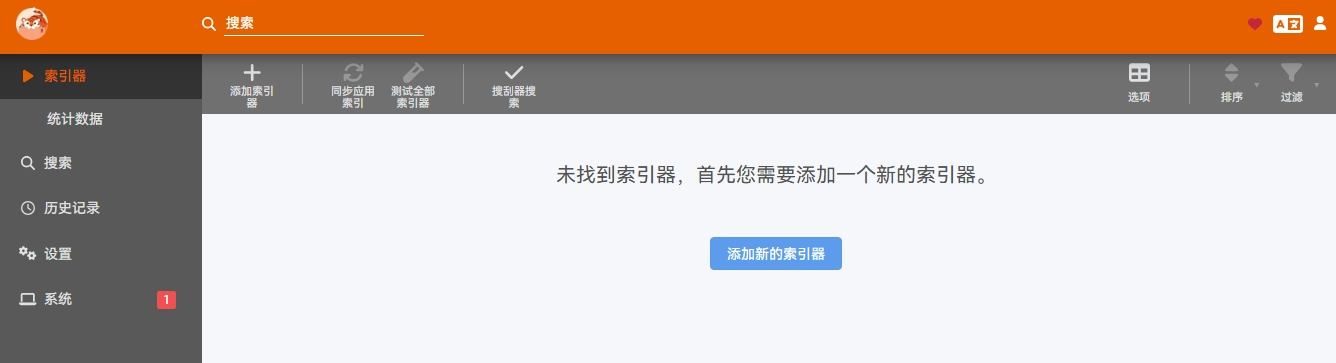 搜索
索引器
统计数据
搜索
历史记录
设置
系统 1
添加索引
器
同步应用
索引
测试全部
索引器
搜刮器搜
索
选项
排序
过滤
未找到索引器，首先您需要添加一个新的索引器。
添加新的索引器